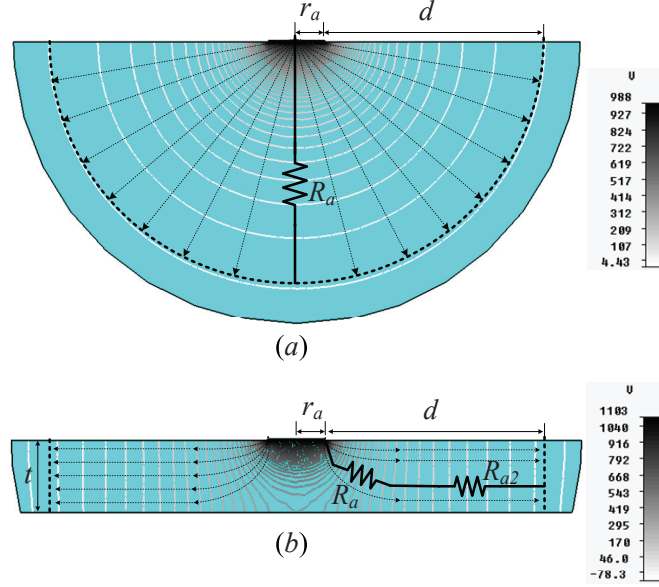 r_a d
V
988
927
824
722
619
517
414
312
209
107
4.43
R_a
(a)
r_a d
V
1103
1040
916
792
668
543
419
295
170
46.0
-78.3
t
R_a R_a2
(b)